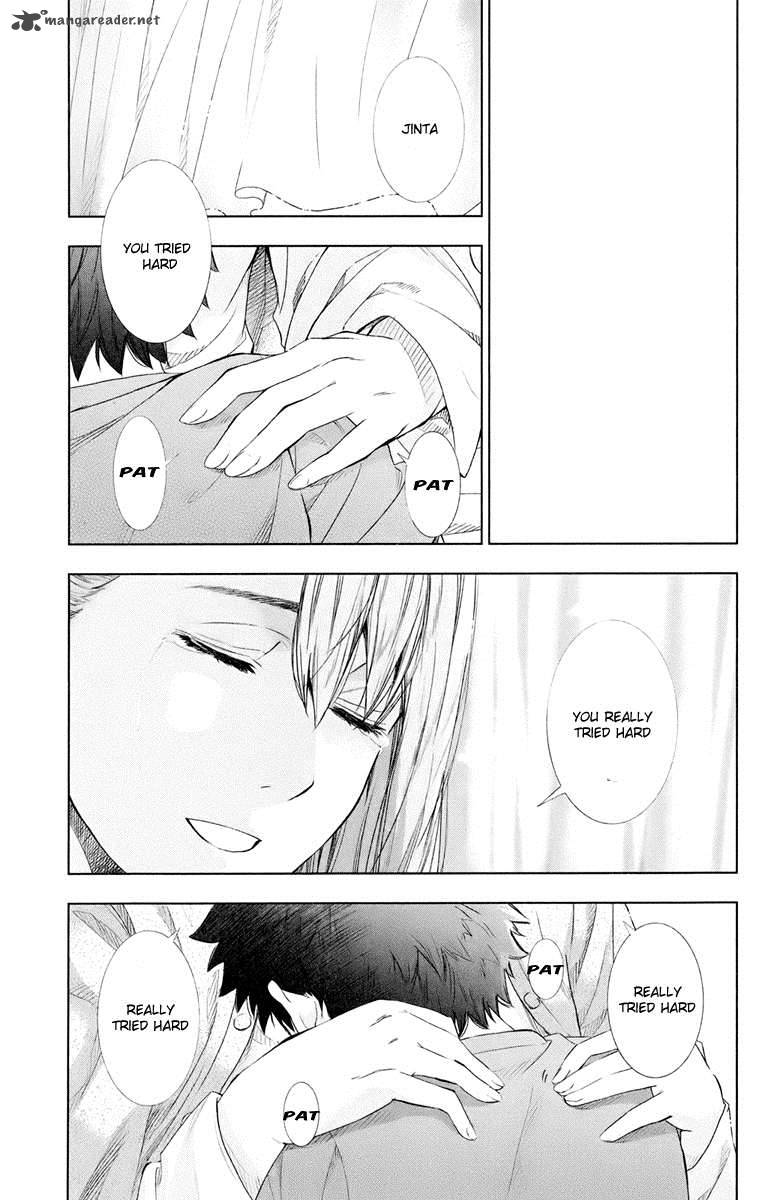 mangareader.net
JINTA
YOU TRIED
HARD
PAT
PAT
YOU REALLY
TRIED HARD
REALLY
TRIED HARD
PAT
REALLY
TRIED HARD
PAT